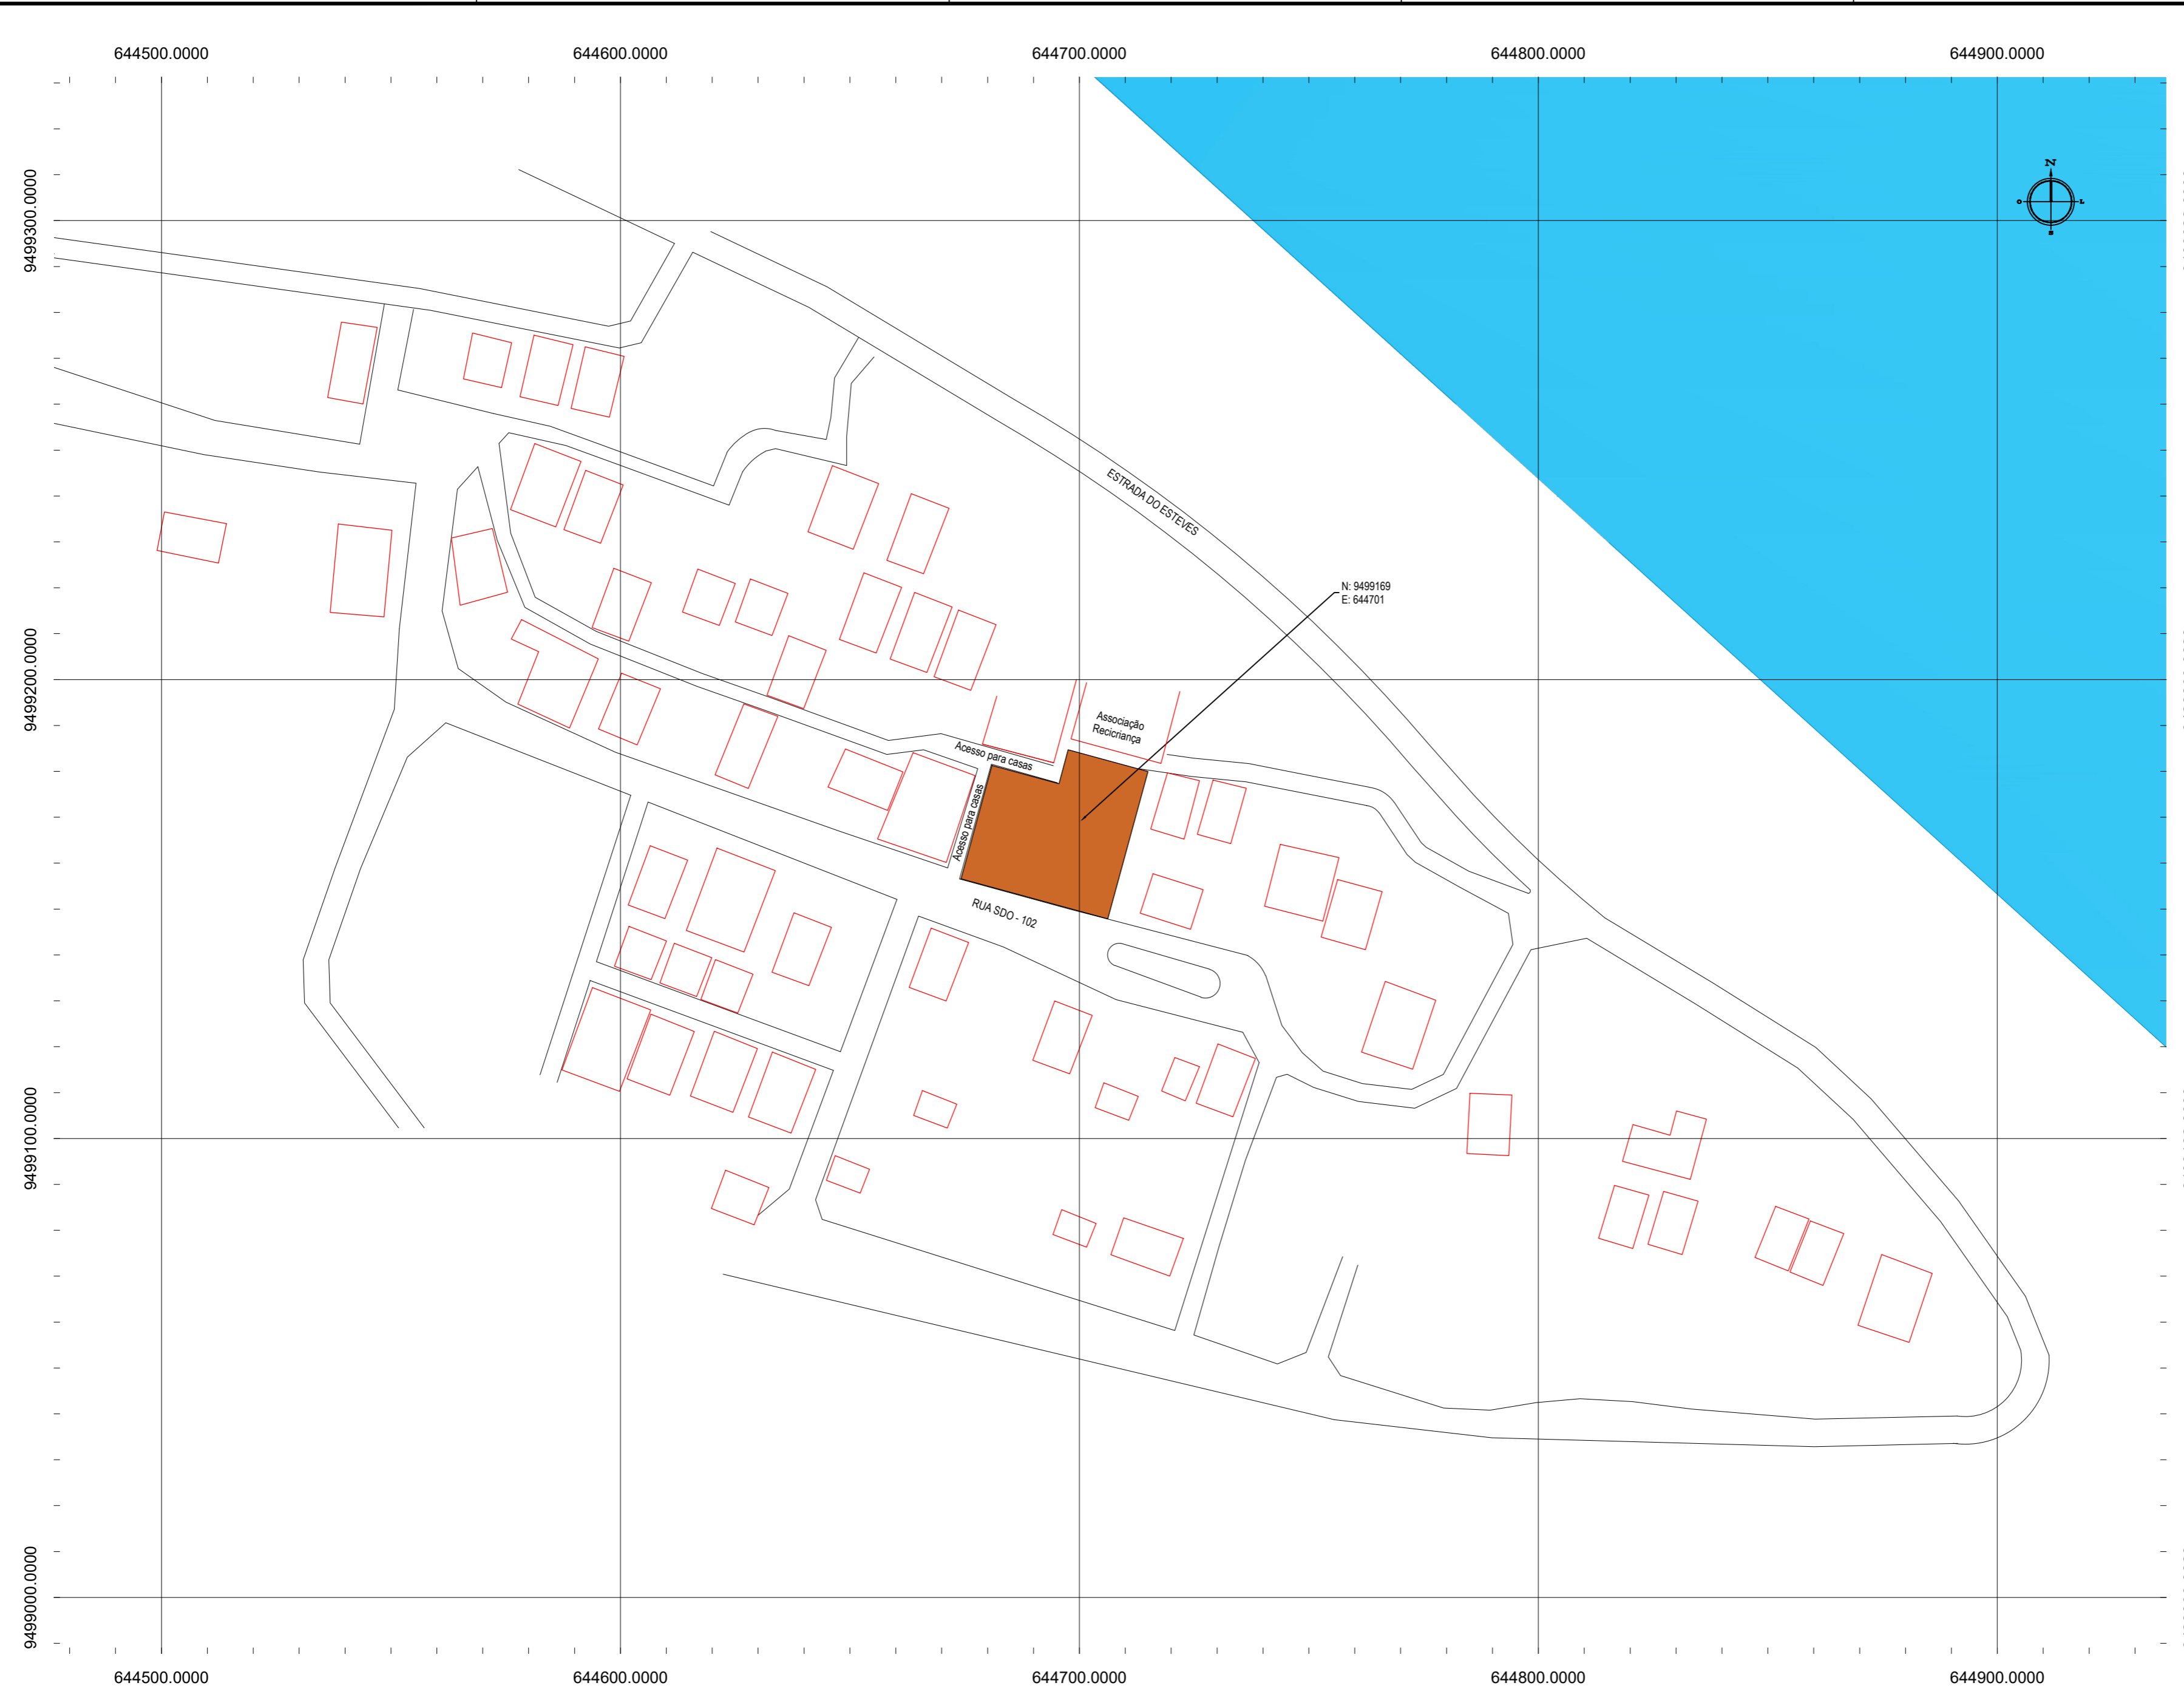 644500.0000
644600.0000
644700.0000
644800.0000
644900.0000
N
O
L
S
9499300.0000
ESTRADA DO ESTEVES
N: 9499169
E: 644701
9499200.0000
Associação
Recicriança
Acesso para casas
Acesso para casas
RUA SDO - 102
9499100.0000
9499000.0000
644500.0000
644600.0000
644700.0000
644800.0000
644900.0000